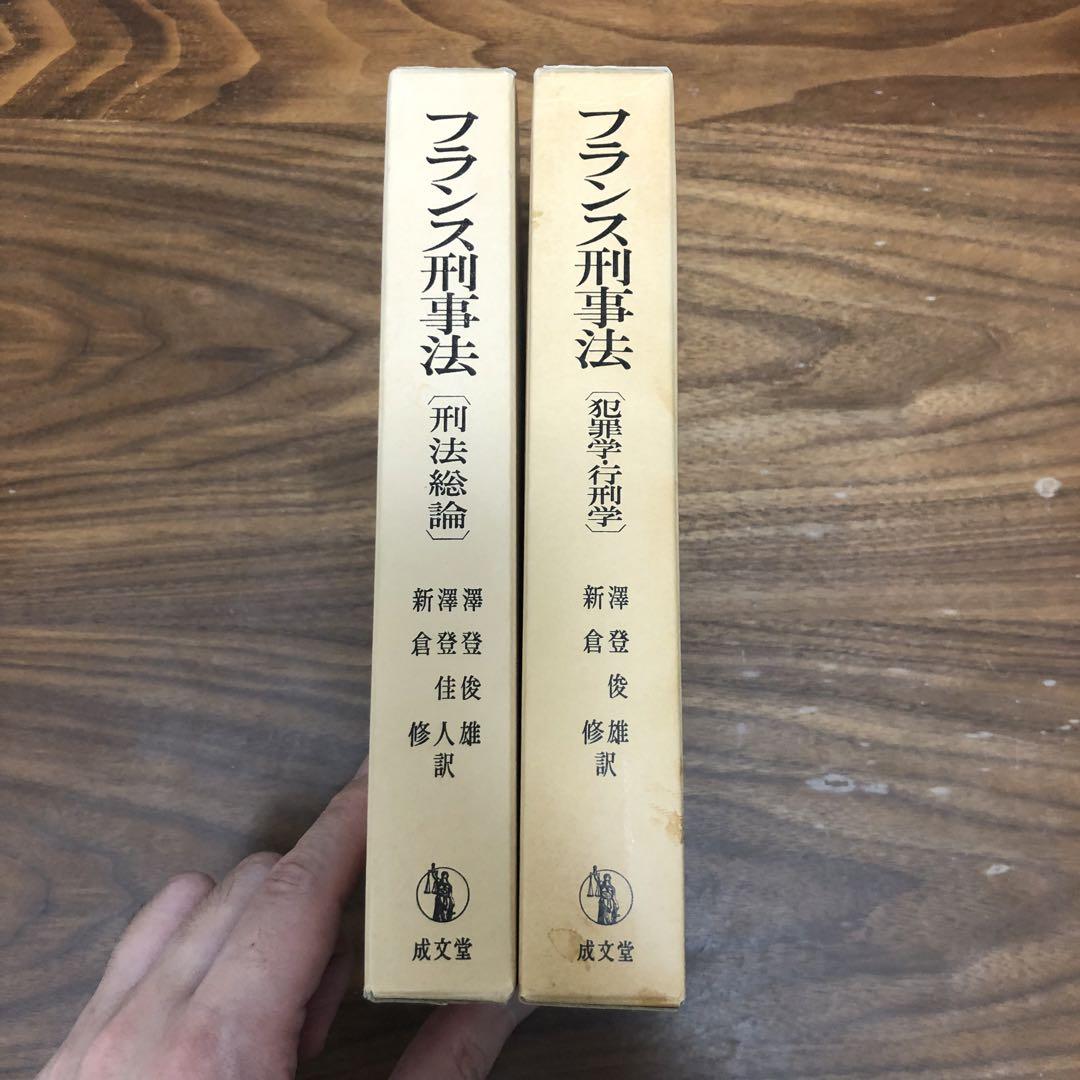 フランス刑事法
〔刑法総論〕
澤登俊雄
澤登佳人
新倉修
訳
成文堂
フランス刑事法
〔犯罪学・行刑学〕
澤登俊雄
新倉修
訳
成文堂